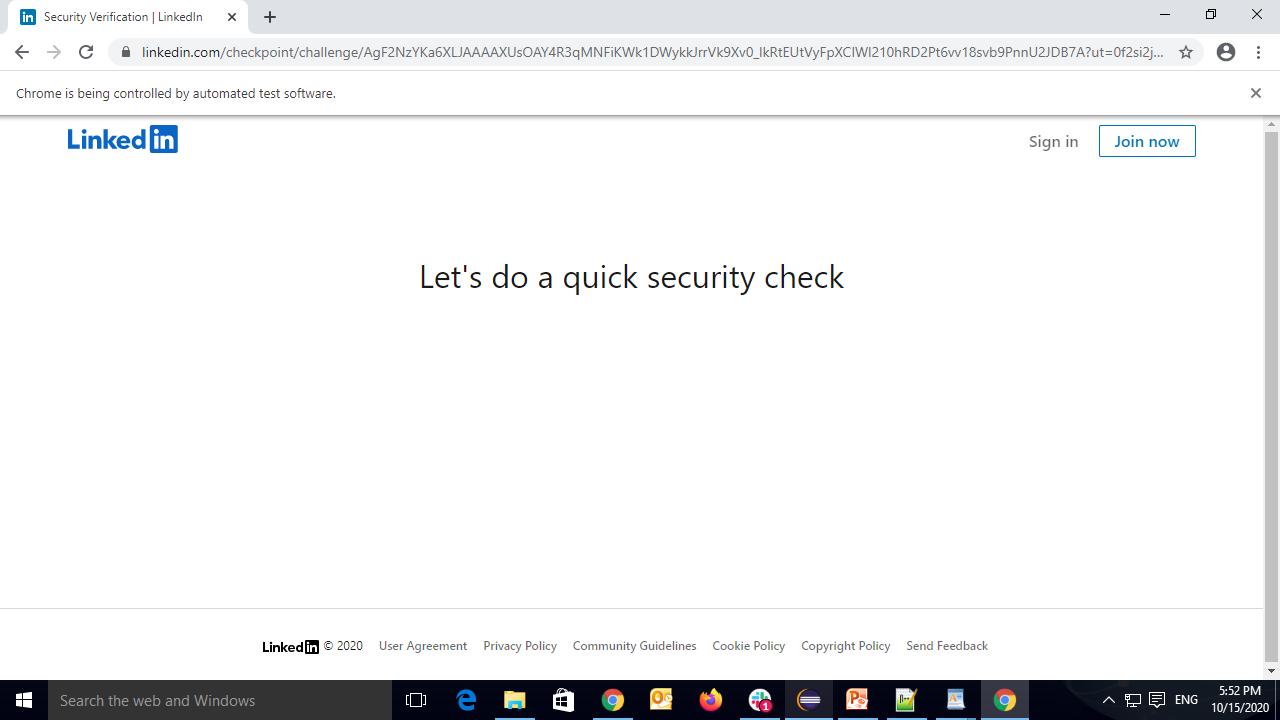 Security Verification | LinkedIn
linkedin.com/checkpoint/challenge/AgF2NzYKa6XLJAAAAXUsOAY4R3qMNFiKWk1DWykkJrrVk9Xv0_lkRtEUtVyFpXClWl210hRD2Pt6vv18svb9PnnU2JDB7A?ut=0f2si2j...
Chrome is being controlled by automated test software.
Linkedin
Sign in
Join now
Let's do a quick security check
Linkedin © 2020 User Agreement Privacy Policy Community Guidelines Cookie Policy Copyright Policy Send Feedback
Search the web and Windows
1
ENG
5:52 PM
10/15/2020